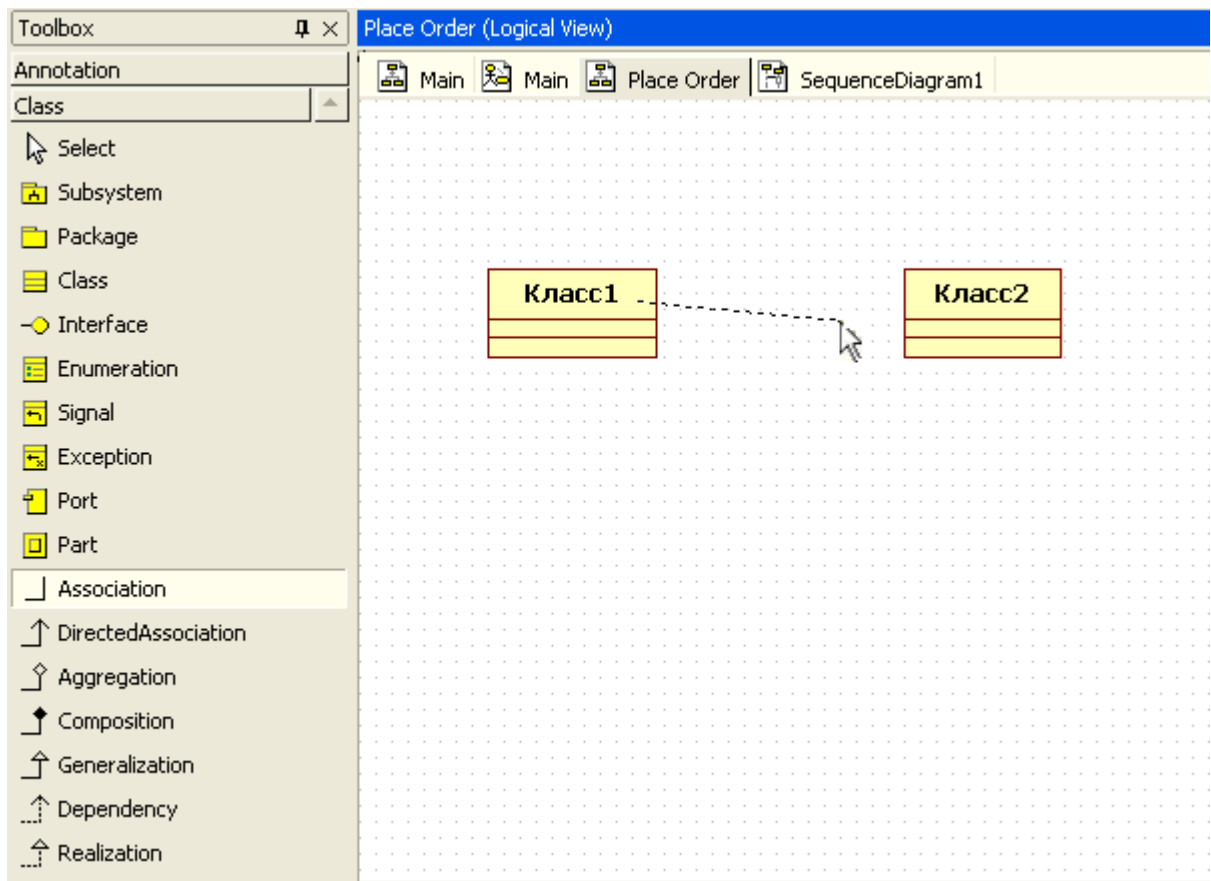 Toolbox
Annotation
Class
Select
Subsystem
Package
Class
Interface
Enumeration
Signal
Exception
Port
Part
Association
DirectedAssociation
Aggregation
Composition
Generalization
Dependency
Realization
Place Order (Logical View)
Main Main Place Order SequenceDiagram1
Класс1 Класс2